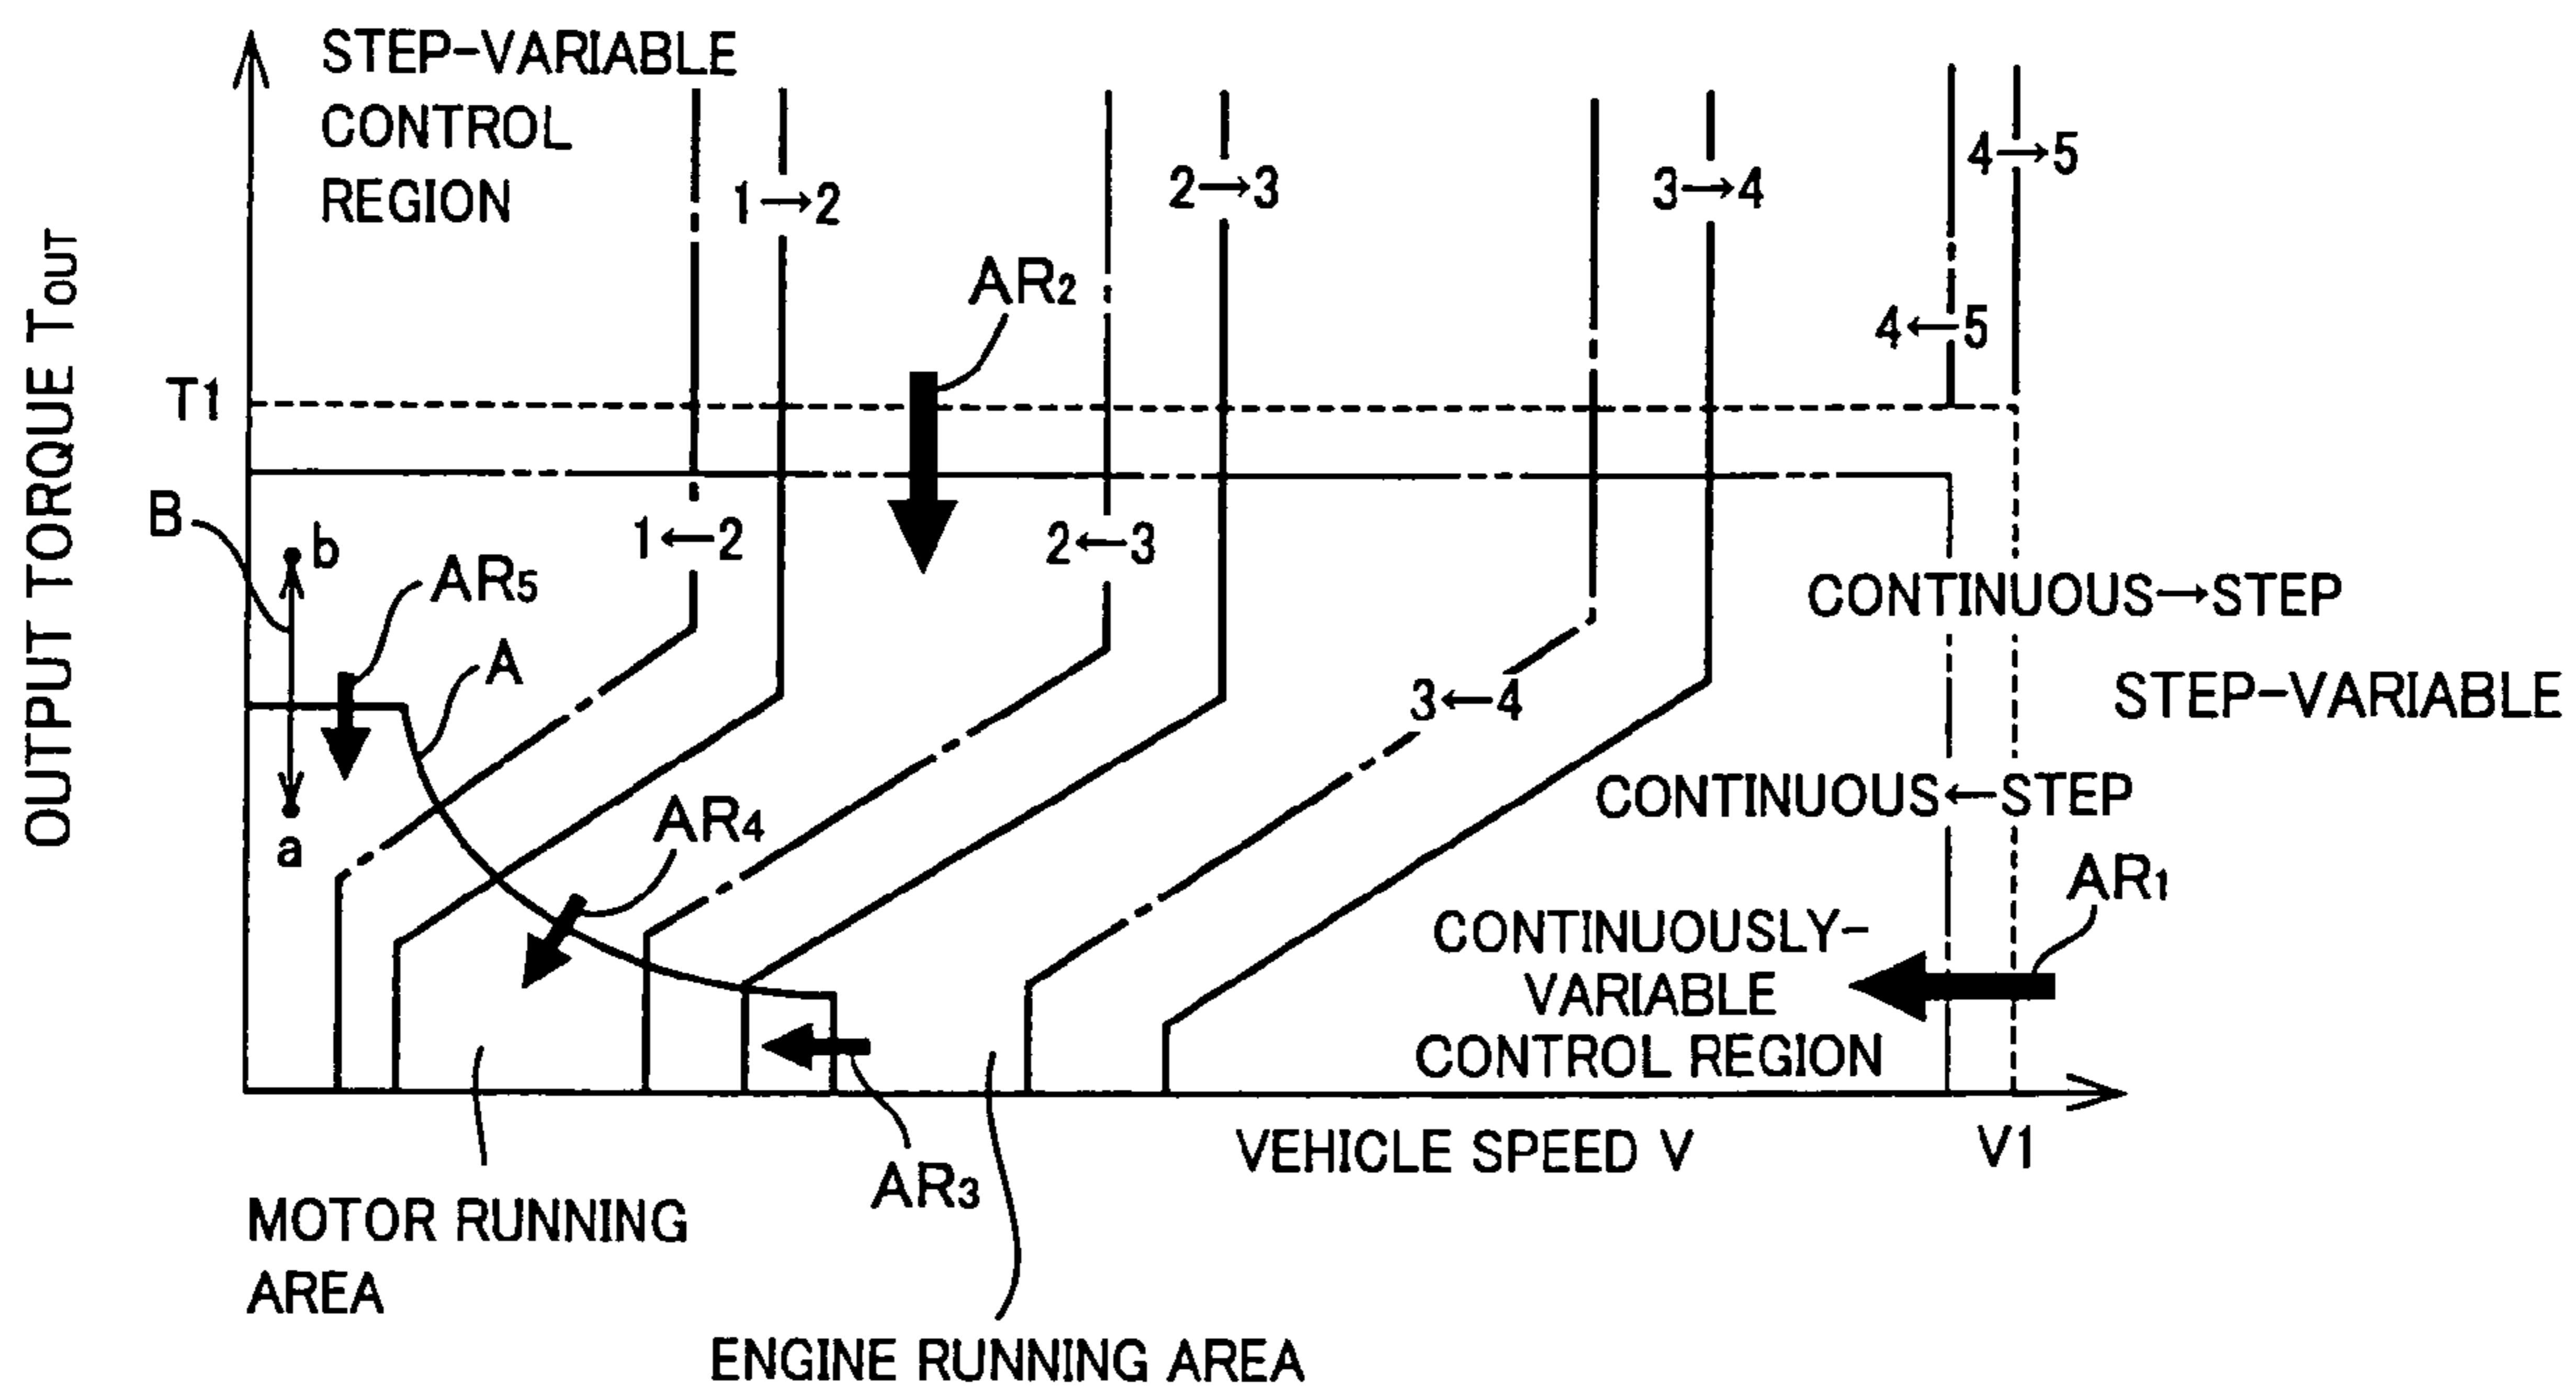 STEP-VARIABLE
CONTROL
REGION
OUTPUT TORQUE TOUT
T1
1→2
2→3
3→4
4→5
4←5
AR2
B
b
1←2
2←3
AR5
CONTINUOUS→STEP
A
3←4
STEP-VARIABLE
CONTINUOUS←STEP
a
AR4
AR1
CONTINUOUSLY-
VARIABLE
CONTROL REGION
VEHICLE SPEED V
V1
AR3
MOTOR RUNNING
AREA
ENGINE RUNNING AREA